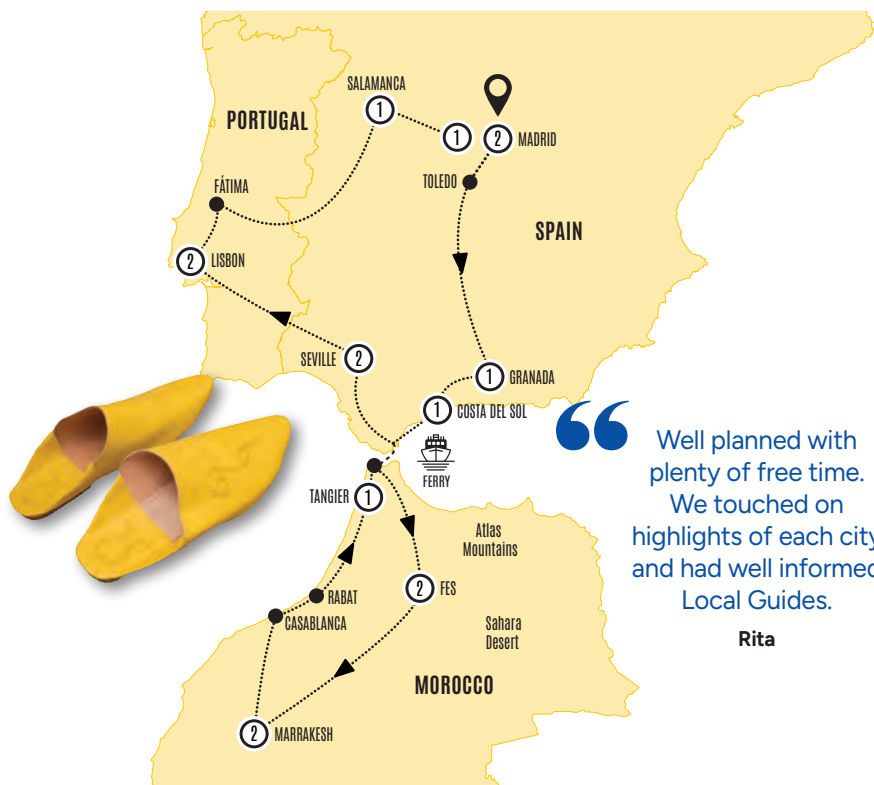 SALAMANCA
1
PORTUGAL
1
2 MADRID
TOLEDO
FÁTIMA
SPAIN
2 LISBON
SEVILLE 2
1 GRANADA
1 COSTA DEL SOL
FERRY
TANGIER 1
Atlas
Mountains
2 FES
RABAT
CASABLANCA
Sahara
Desert
MOROCCO
2 MARRAKESH
“
Well planned with
plenty of free time.
We touched on
highlights of each city
and had well informed
Local Guides.
Rita